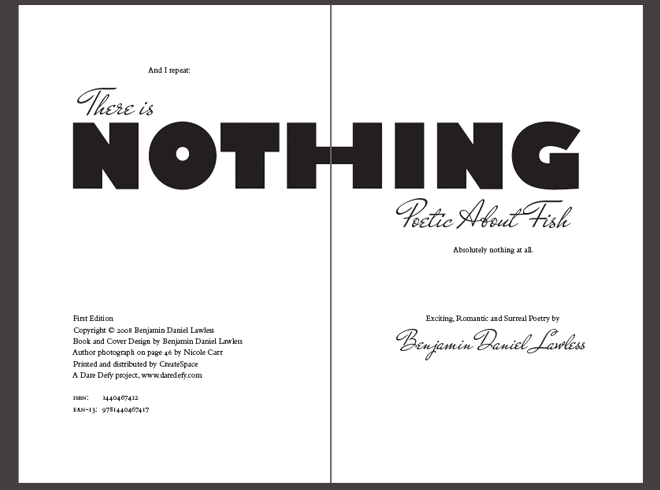 And I repeat:
There is
NOTHING
Poetic About Fish
Absolutely nothing at all.
First Edition
Copyright © 2008 Benjamin Daniel Lawless
Book and Cover Design by Benjamin Daniel Lawless
Author photograph on page 46 by Nicole Carr
Printed and distributed by CreateSpace
A Dare Defy project, www.daredefy.com
ISBN: 1440467412
EAN-13: 9781440467417
Exciting, Romantic and Surreal Poetry by
Benjamin Daniel Lawless